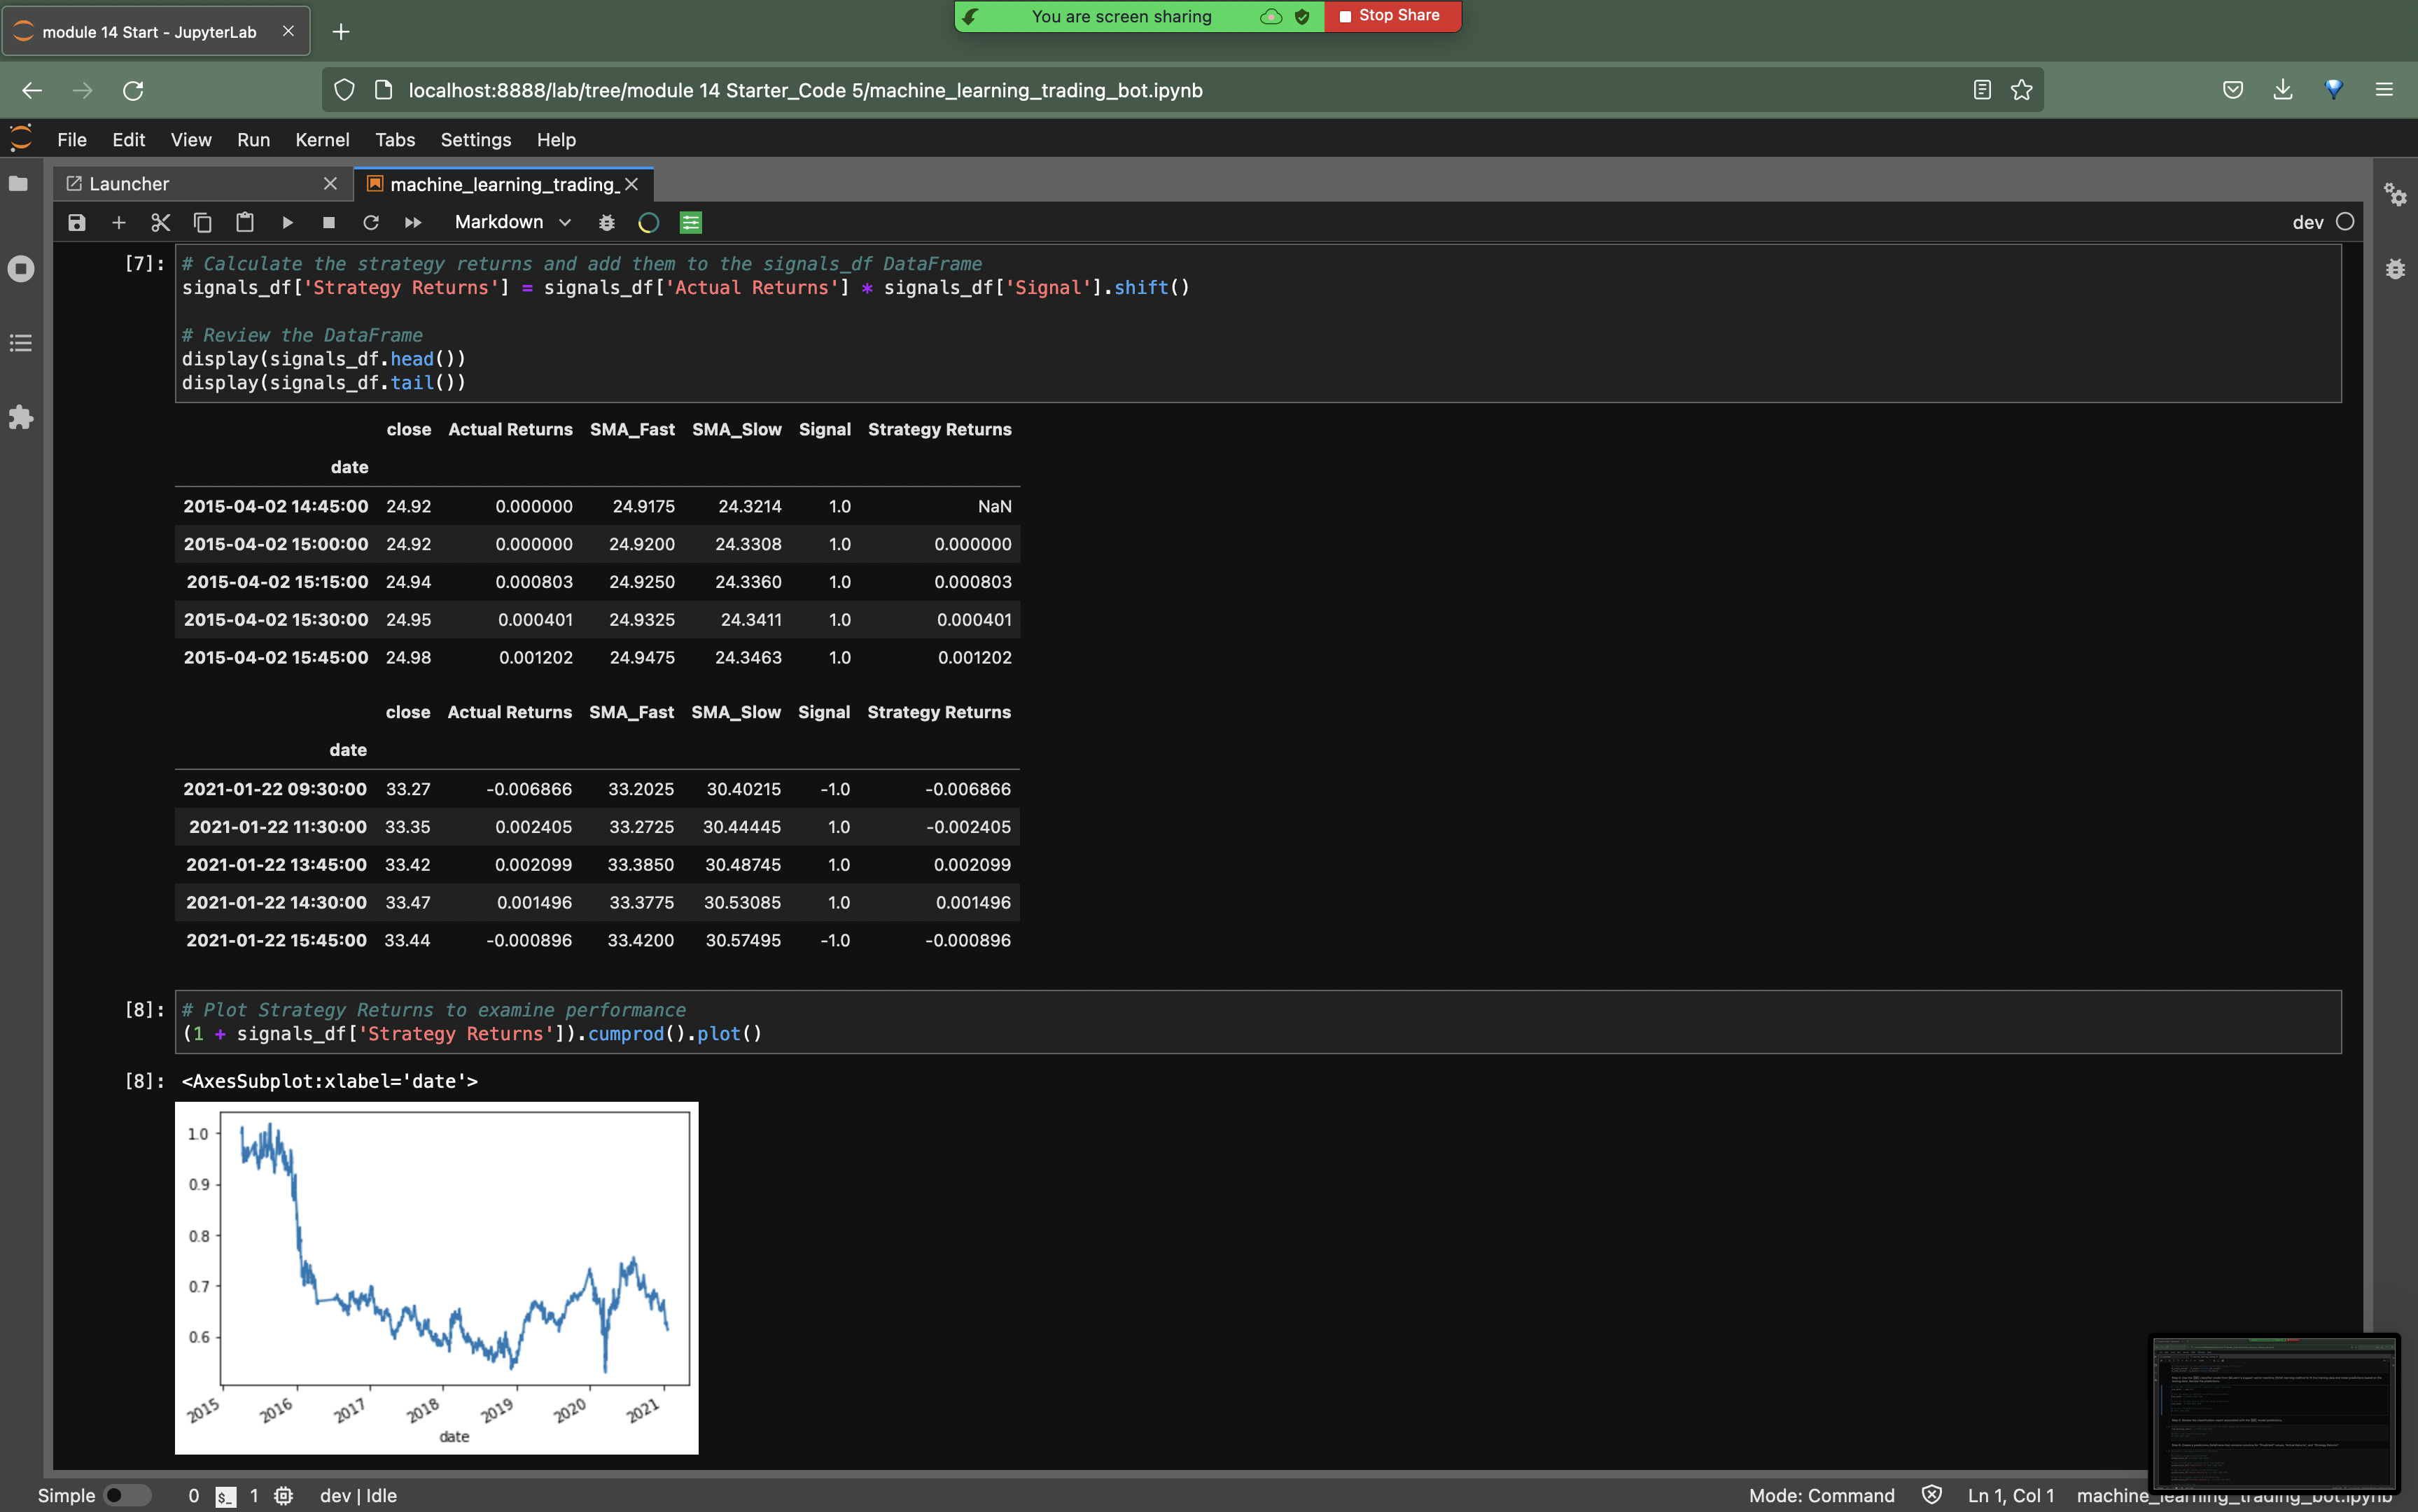 You are screen sharing
Stop Share
module 14 Start - JupyterLab
localhost:8888/lab/tree/module 14 Starter_Code 5/machine_learning_trading_bot.ipynb
File Edit View Run Kernel Tabs Settings Help
Launcher
machine_learning_trading_
Markdown
dev
[7]:
# Calculate the strategy returns and add them to the signals_df DataFrame
signals_df['Strategy Returns'] = signals_df['Actual Returns'] * signals_df['Signal'].shift()
# Review the DataFrame
display(signals_df.head())
display(signals_df.tail())
close Actual Returns SMA_Fast SMA_Slow Signal Strategy Returns
date
2015-04-02 14:45:00 24.92 0.000000 24.9175 24.3214 1.0 NaN
2015-04-02 15:00:00 24.92 0.000000 24.9200 24.3308 1.0 0.000000
2015-04-02 15:15:00 24.94 0.000803 24.9250 24.3360 1.0 0.000803
2015-04-02 15:30:00 24.95 0.000401 24.9325 24.3411 1.0 0.000401
2015-04-02 15:45:00 24.98 0.001202 24.9475 24.3463 1.0 0.001202
close Actual Returns SMA_Fast SMA_Slow Signal Strategy Returns
date
2021-01-22 09:30:00 33.27 -0.006866 33.2025 30.40215 -1.0 -0.006866
2021-01-22 11:30:00 33.35 0.002405 33.2725 30.44445 1.0 -0.002405
2021-01-22 13:45:00 33.42 0.002099 33.3850 30.48745 1.0 0.002099
2021-01-22 14:30:00 33.47 0.001496 33.3775 30.53085 1.0 0.001496
2021-01-22 15:45:00 33.44 -0.000896 33.4200 30.57495 -1.0 -0.000896
[8]:
# Plot Strategy Returns to examine performance
(1 + signals_df['Strategy Returns']).cumprod().plot()
[8]:
<AxesSubplot:xlabel='date'>
1.0
0.9
0.8
0.7
0.6
2015 2016 2017 2018 2019 2020 2021
date
Simple 0 $_ 1 dev | Idle
Mode: Command Ln 1, Col 1 machine_learning_trading_bot.ipynb